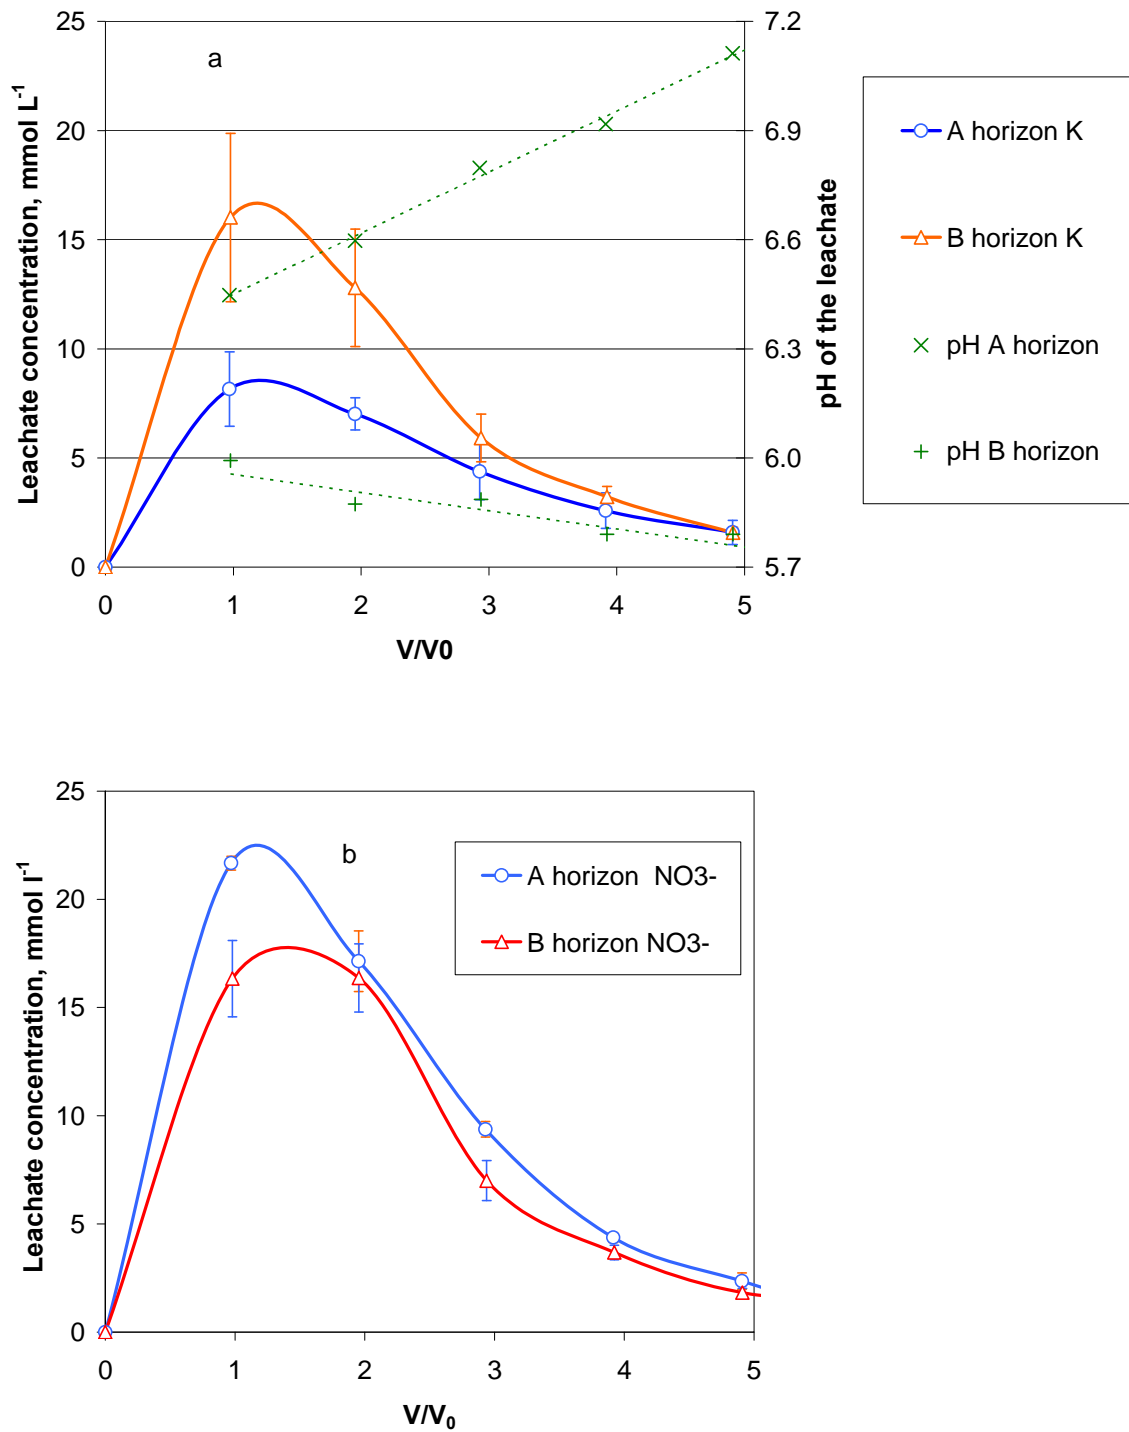 a
Leachate concentration, mmol L-1
25
20
15
10
5
0
7.2
6.9
6.6
6.3
6.0
5.7
pH of the leachate
0 1 2 3 4 5
V/V0
A horizon K
B horizon K
pH A horizon
pH B horizon
b
Leachate concentration, mmol l-1
25
20
15
10
5
0
A horizon NO3-
B horizon NO3-
0 1 2 3 4 5
V/V0